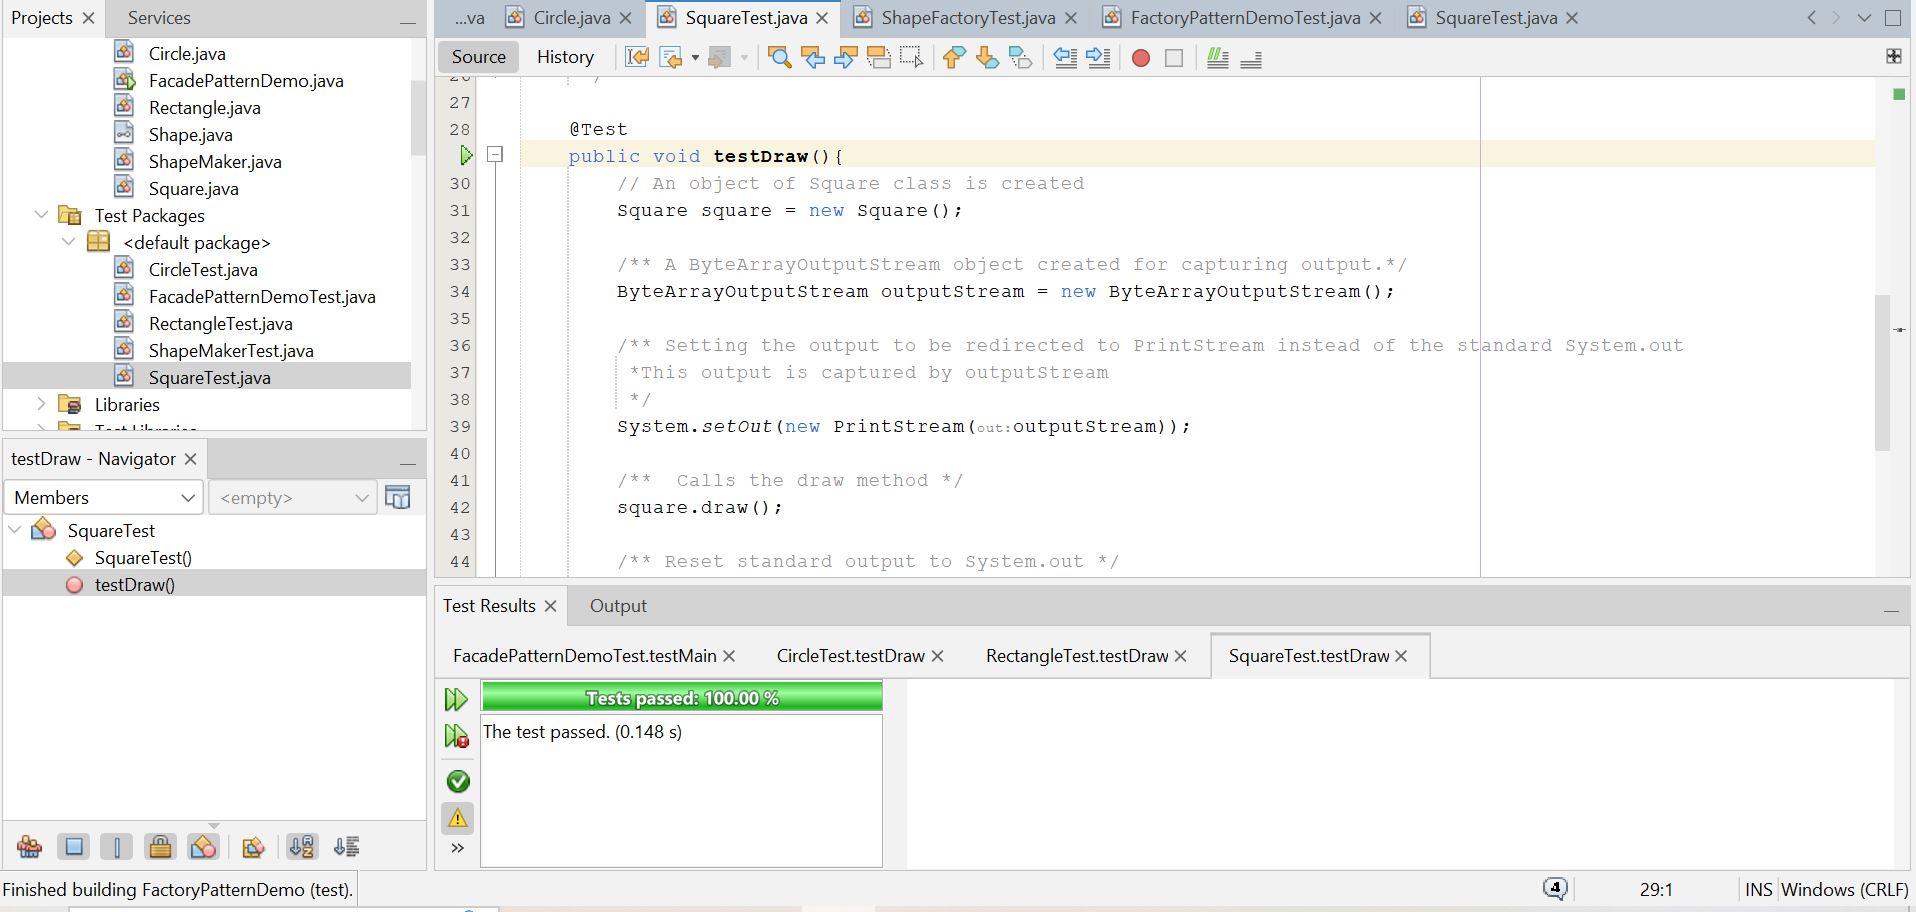 Projects
Services
Circle.java
FacadePatternDemo.java
Rectangle.java
Shape.java
ShapeMaker.java
Square.java
Test Packages
<default package>
CircleTest.java
FacadePatternDemoTest.java
RectangleTest.java
ShapeMakerTest.java
SquareTest.java
Libraries
Test Libraries
testDraw - Navigator
Members
<empty>
SquareTest
SquareTest()
testDraw()
...va
Circle.java
SquareTest.java
ShapeFactoryTest.java
FactoryPatternDemoTest.java
SquareTest.java
Source
History
26 */
27
28 @Test
public void testDraw(){
30 // An object of Square class is created
31 Square square = new Square();
32
33 /** A ByteArrayOutputStream object created for capturing output.*/
34 ByteArrayOutputStream outputStream = new ByteArrayOutputStream();
35
36 /** Setting the output to be redirected to PrintStream instead of the standard System.out
37 *This output is captured by outputStream
38 */
39 System.setOut(new PrintStream(out:outputStream));
40
41 /**  Calls the draw method */
42 square.draw();
43
44 /** Reset standard output to System.out */
Test Results
Output
FacadePatternDemoTest.testMain
CircleTest.testDraw
RectangleTest.testDraw
SquareTest.testDraw
Tests passed: 100.00 %
The test passed. (0.148 s)
Finished building FactoryPatternDemo (test).
4
29:1
INS
Windows (CRLF)